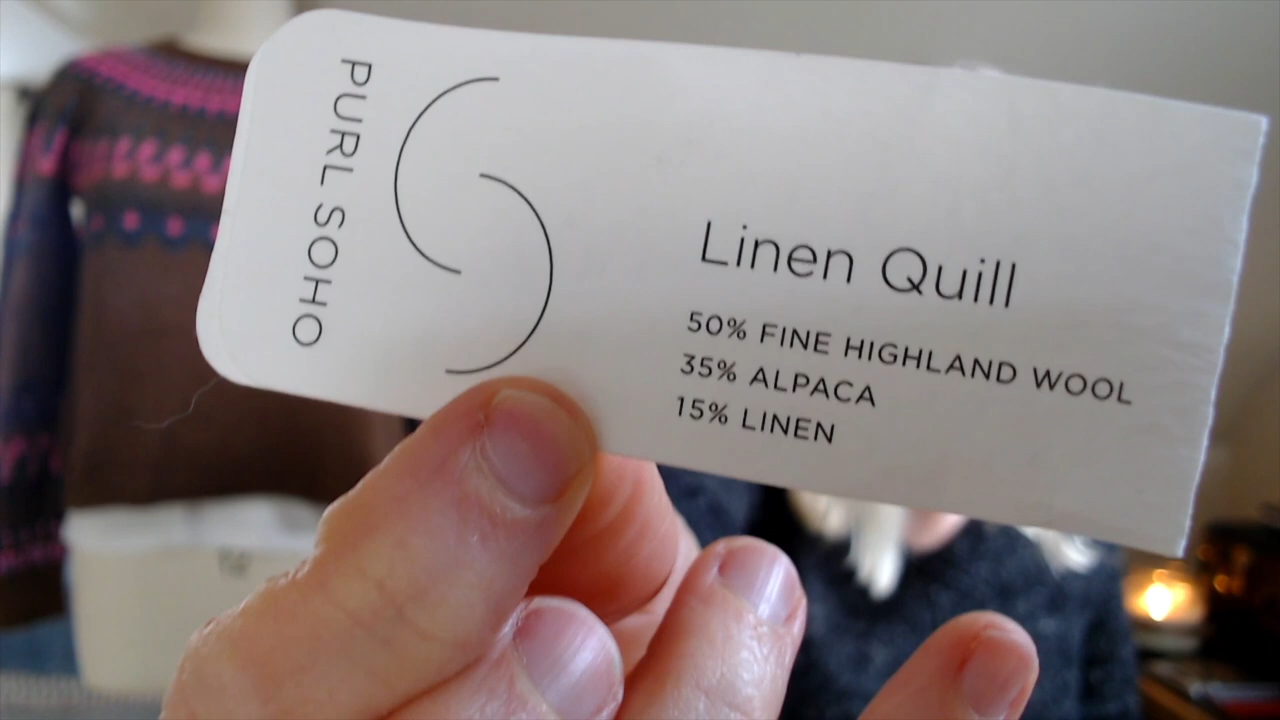 PURL SOHO
Linen Quill
50% FINE HIGHLAND WOOL
35% ALPACA
15% LINEN